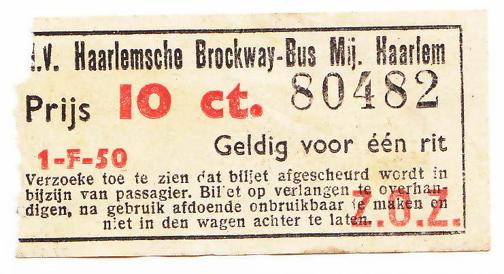 .V. Haarlemsche Brockway-Bus Mij. Haarlem
Prijs 10 ct. 80482
Geldig voor één rit
1-F-50
Verzoeke toe te zien dat biljet afgescheurd wordt in
bijzijn van passagier. Biljet op verlangen te overhan
digen, na gebruik afdoende onbruikbaar te maken en
niet in den wagen achter te laten.
Z.O.Z.